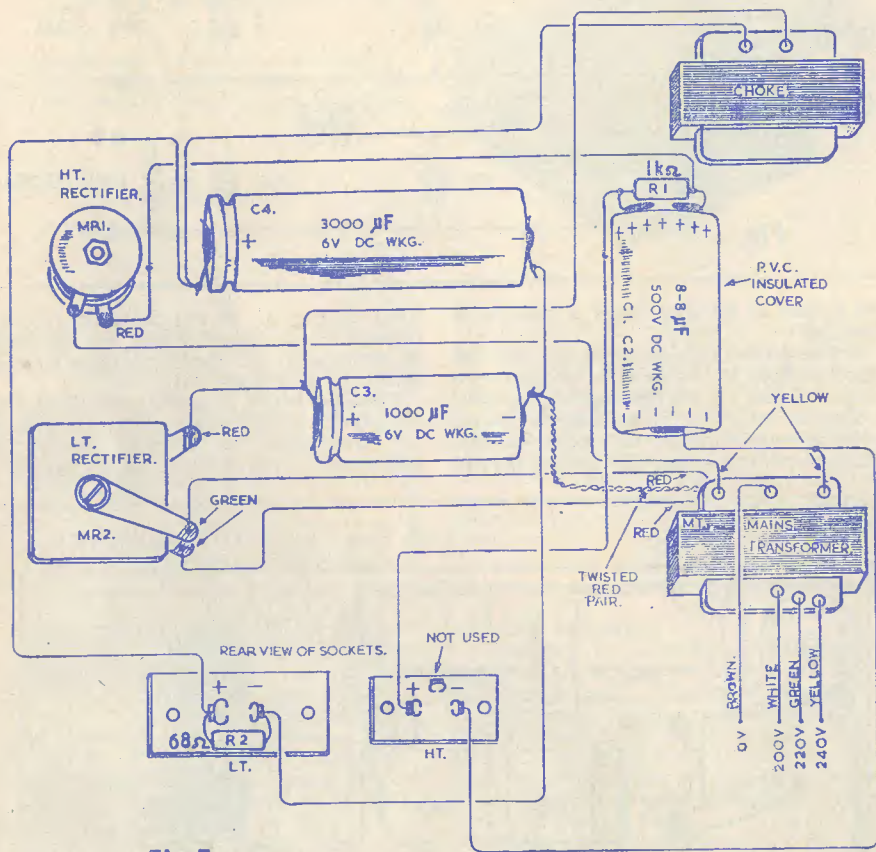 CHOKE
HT.
RECTIFIER.
MR1.
RED
C4.
3000 µF
+ 6V DC WKG. -
1kΩ
R1
+ + + + + + +
8-8 µF
500V DC WKG.
C1. C2.
- - - - - -
P.V.C.
INSULATED
COVER
C3.
1000 µF
+ 6V DC WKG. -
YELLOW
LT.
RECTIFIER.
RED
GREEN
MR2.
RED
RED
TWISTED
RED
PAIR.
MT. MAINS
TRANSFORMER
REAR VIEW OF SOCKETS.
NOT USED
+ -
68Ω R2
LT.
+ -
HT.
BROWN.
WHITE
GREEN
YELLOW
0V
200V
220V
240V